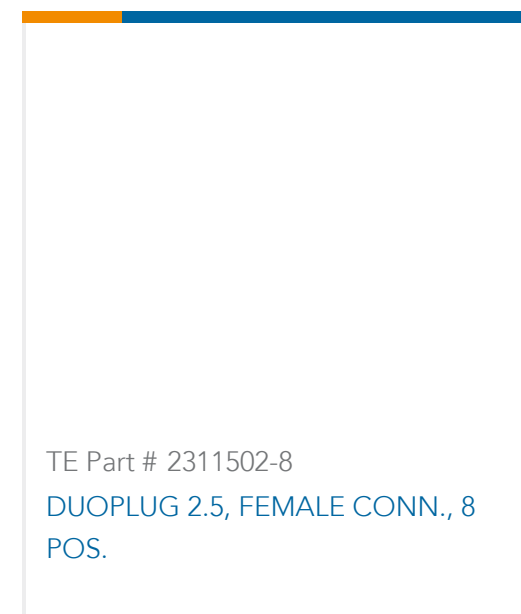 TE Part # 2311502-8
DUOPLUG 2.5, FEMALE CONN., 8
POS.